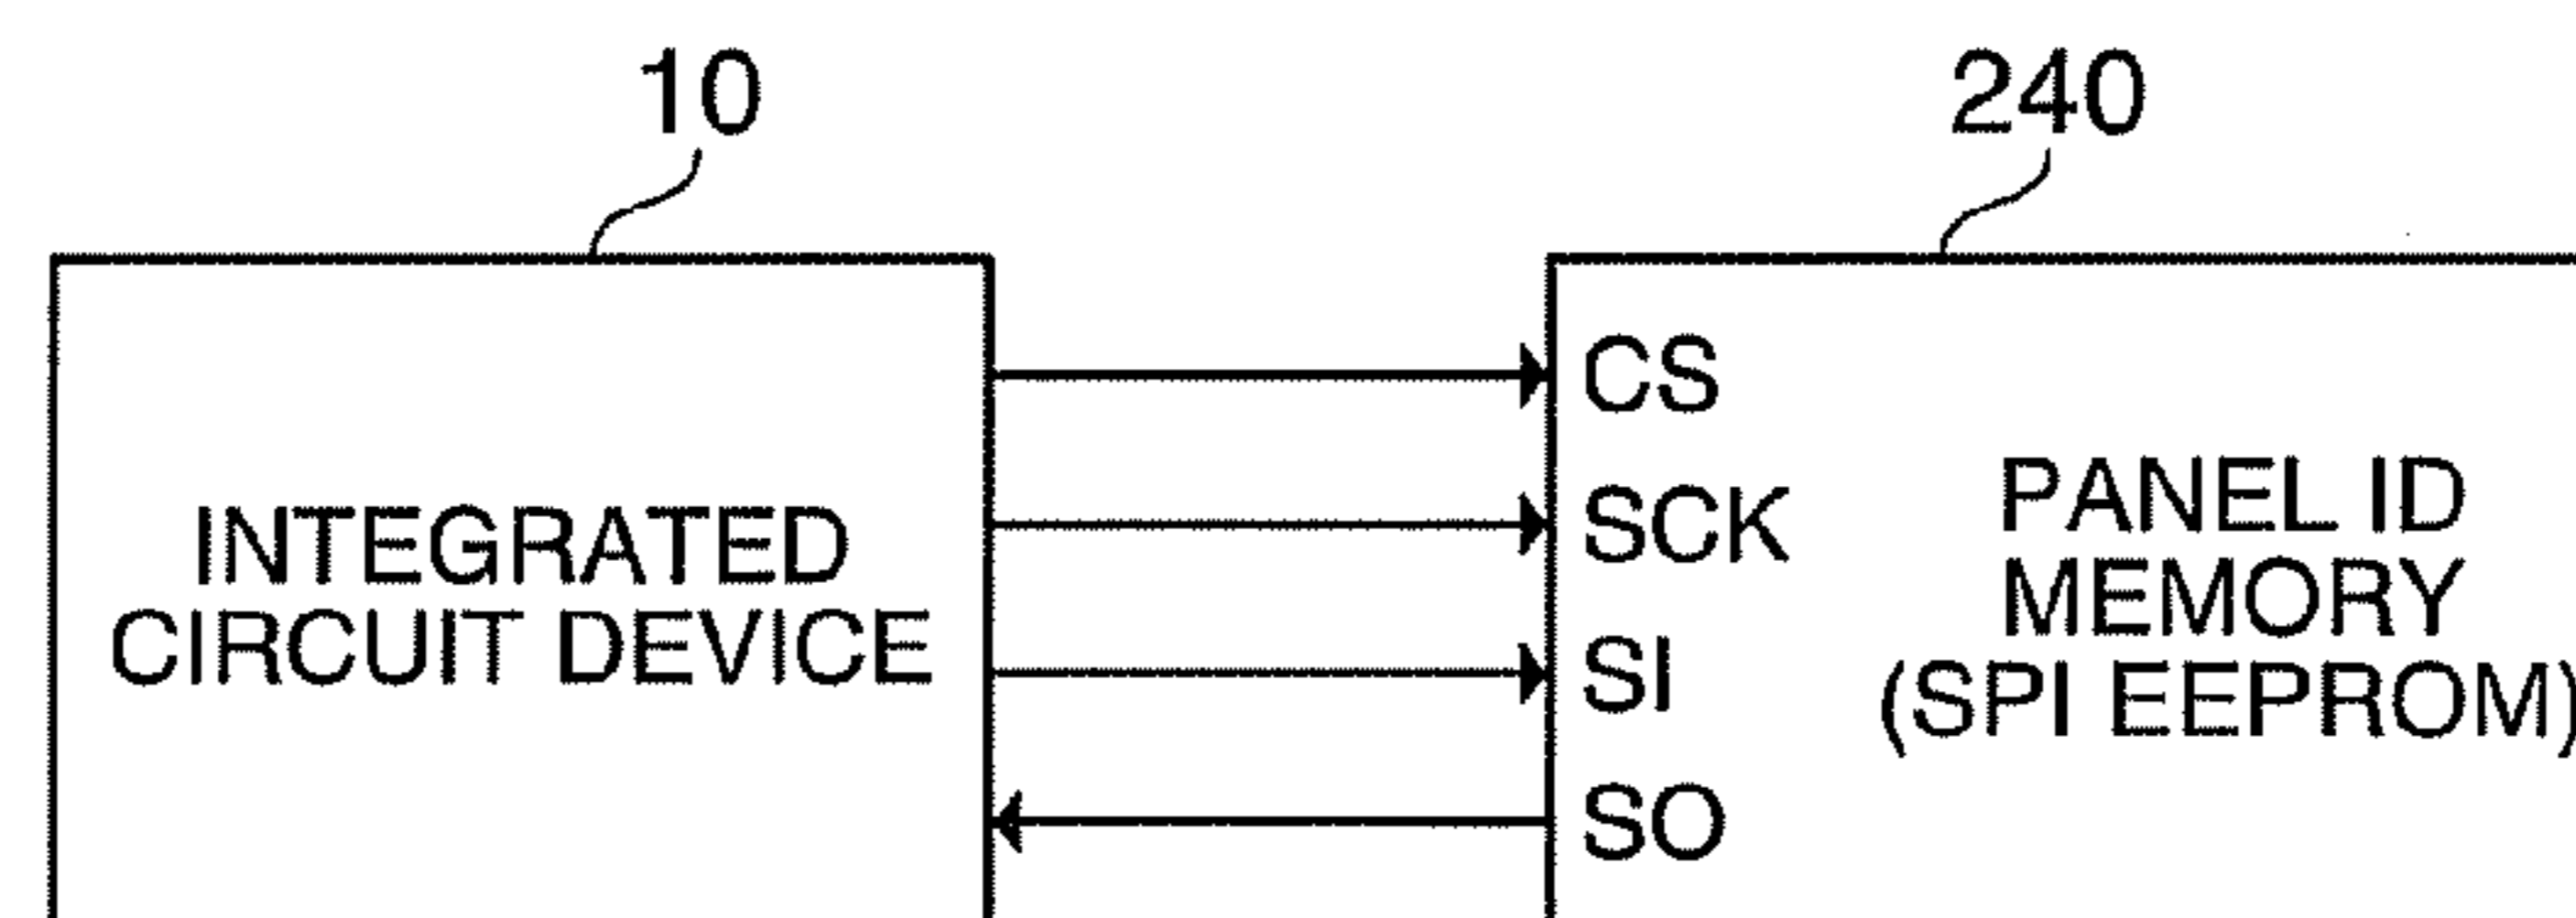 10
240
INTEGRATED
CIRCUIT DEVICE
CS
SCK
SI
SO
PANEL ID
MEMORY
(SPI EEPROM)